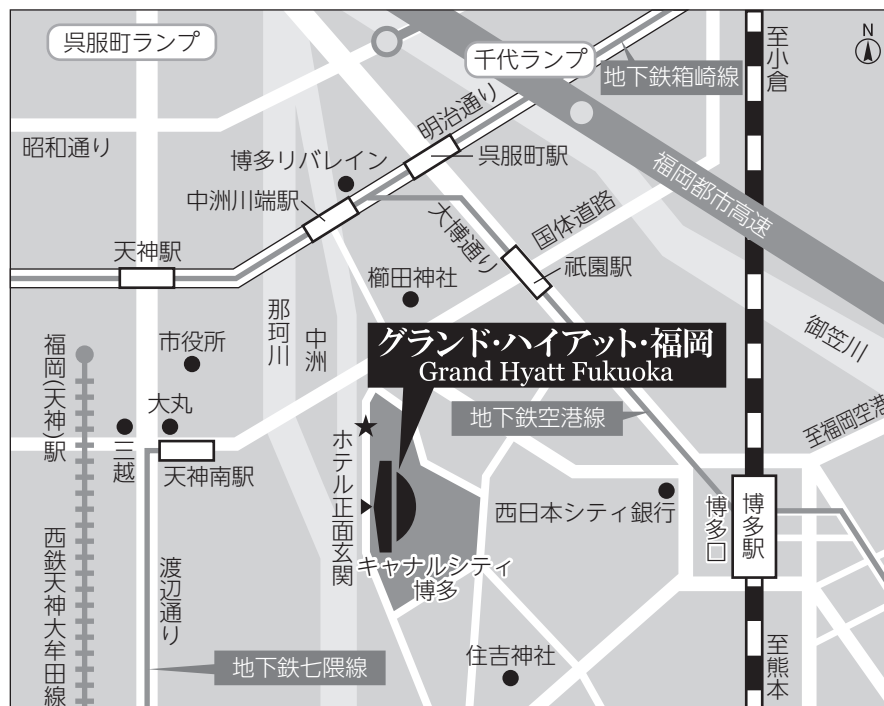 呉服町ランプ
千代ランプ
地下鉄箱崎線
至小倉
N
昭和通り
明治通り
博多リバレイン
呉服町駅
中洲川端駅
福岡都市高速
大博通り
国体道路
天神駅
祇園駅
櫛田神社
那珂川
中洲
御笠川
市役所
福岡(天神)駅
グランド・ハイアット・福岡
Grand Hyatt Fukuoka
大丸
地下鉄空港線
至福岡空港
三越
天神南駅
ホテル正面玄関
西日本シティ銀行
博多口
博多駅
西鉄天神大牟田線
渡辺通り
キャナルシティ
博多
地下鉄七隈線
住吉神社
至熊本